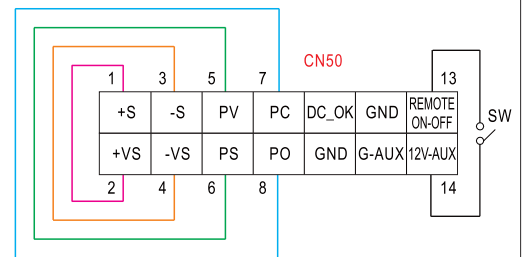 CN50
1 3 5 7 13
+S -S PV PC DC_OK GND REMOTE ON-OFF
SW
+VS -VS PS PO GND G-AUX 12V-AUX
2 4 6 8 14